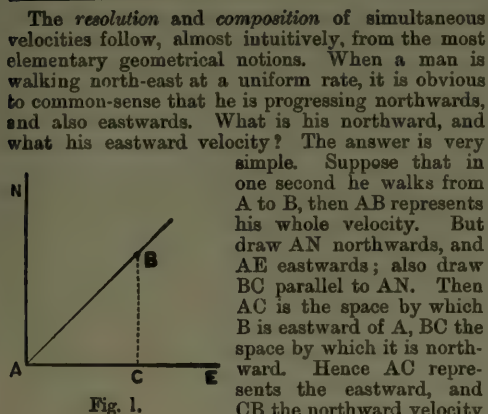 The resolution and composition of simultaneous
velocities follow, almost intuitively, from the most
elementary geometrical notions. When a man is
walking north-east at a uniform rate, it is obvious
to common-sense that he is progressing northwards,
and also eastwards. What is his northward, and
what his eastward velocity? The answer is very
simple. Suppose that in
one second he walks from
A to B, then AB represents
his whole velocity. But
draw AN northwards, and
AE eastwards; also draw
BC parallel to AN. Then
AC is the space by which
B is eastward of A, BC the
space by which it is north-
ward. Hence AC repre-
sents the eastward, and
CB the northward velocity
N
B
A
C
E
Fig. 1.